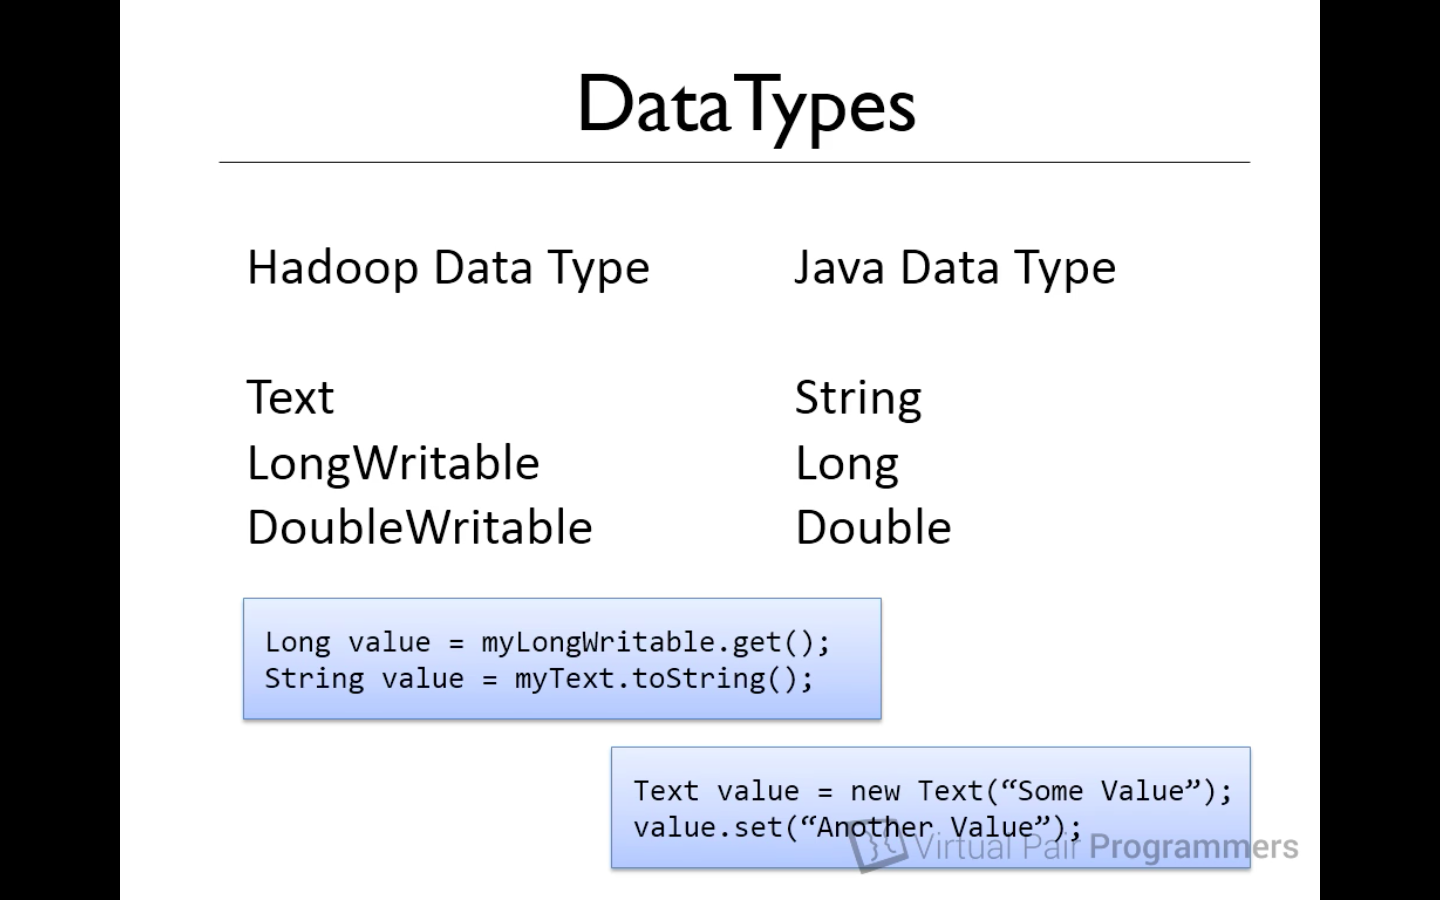 DataTypes
Hadoop Data Type Java Data Type
Text String
LongWritable Long
DoubleWritable Double
Long value = myLongWritable.get();
String value = myText.toString();
Text value = new Text(“Some Value”);
value.set(“Another Value”);
Virtual Pair Programmers